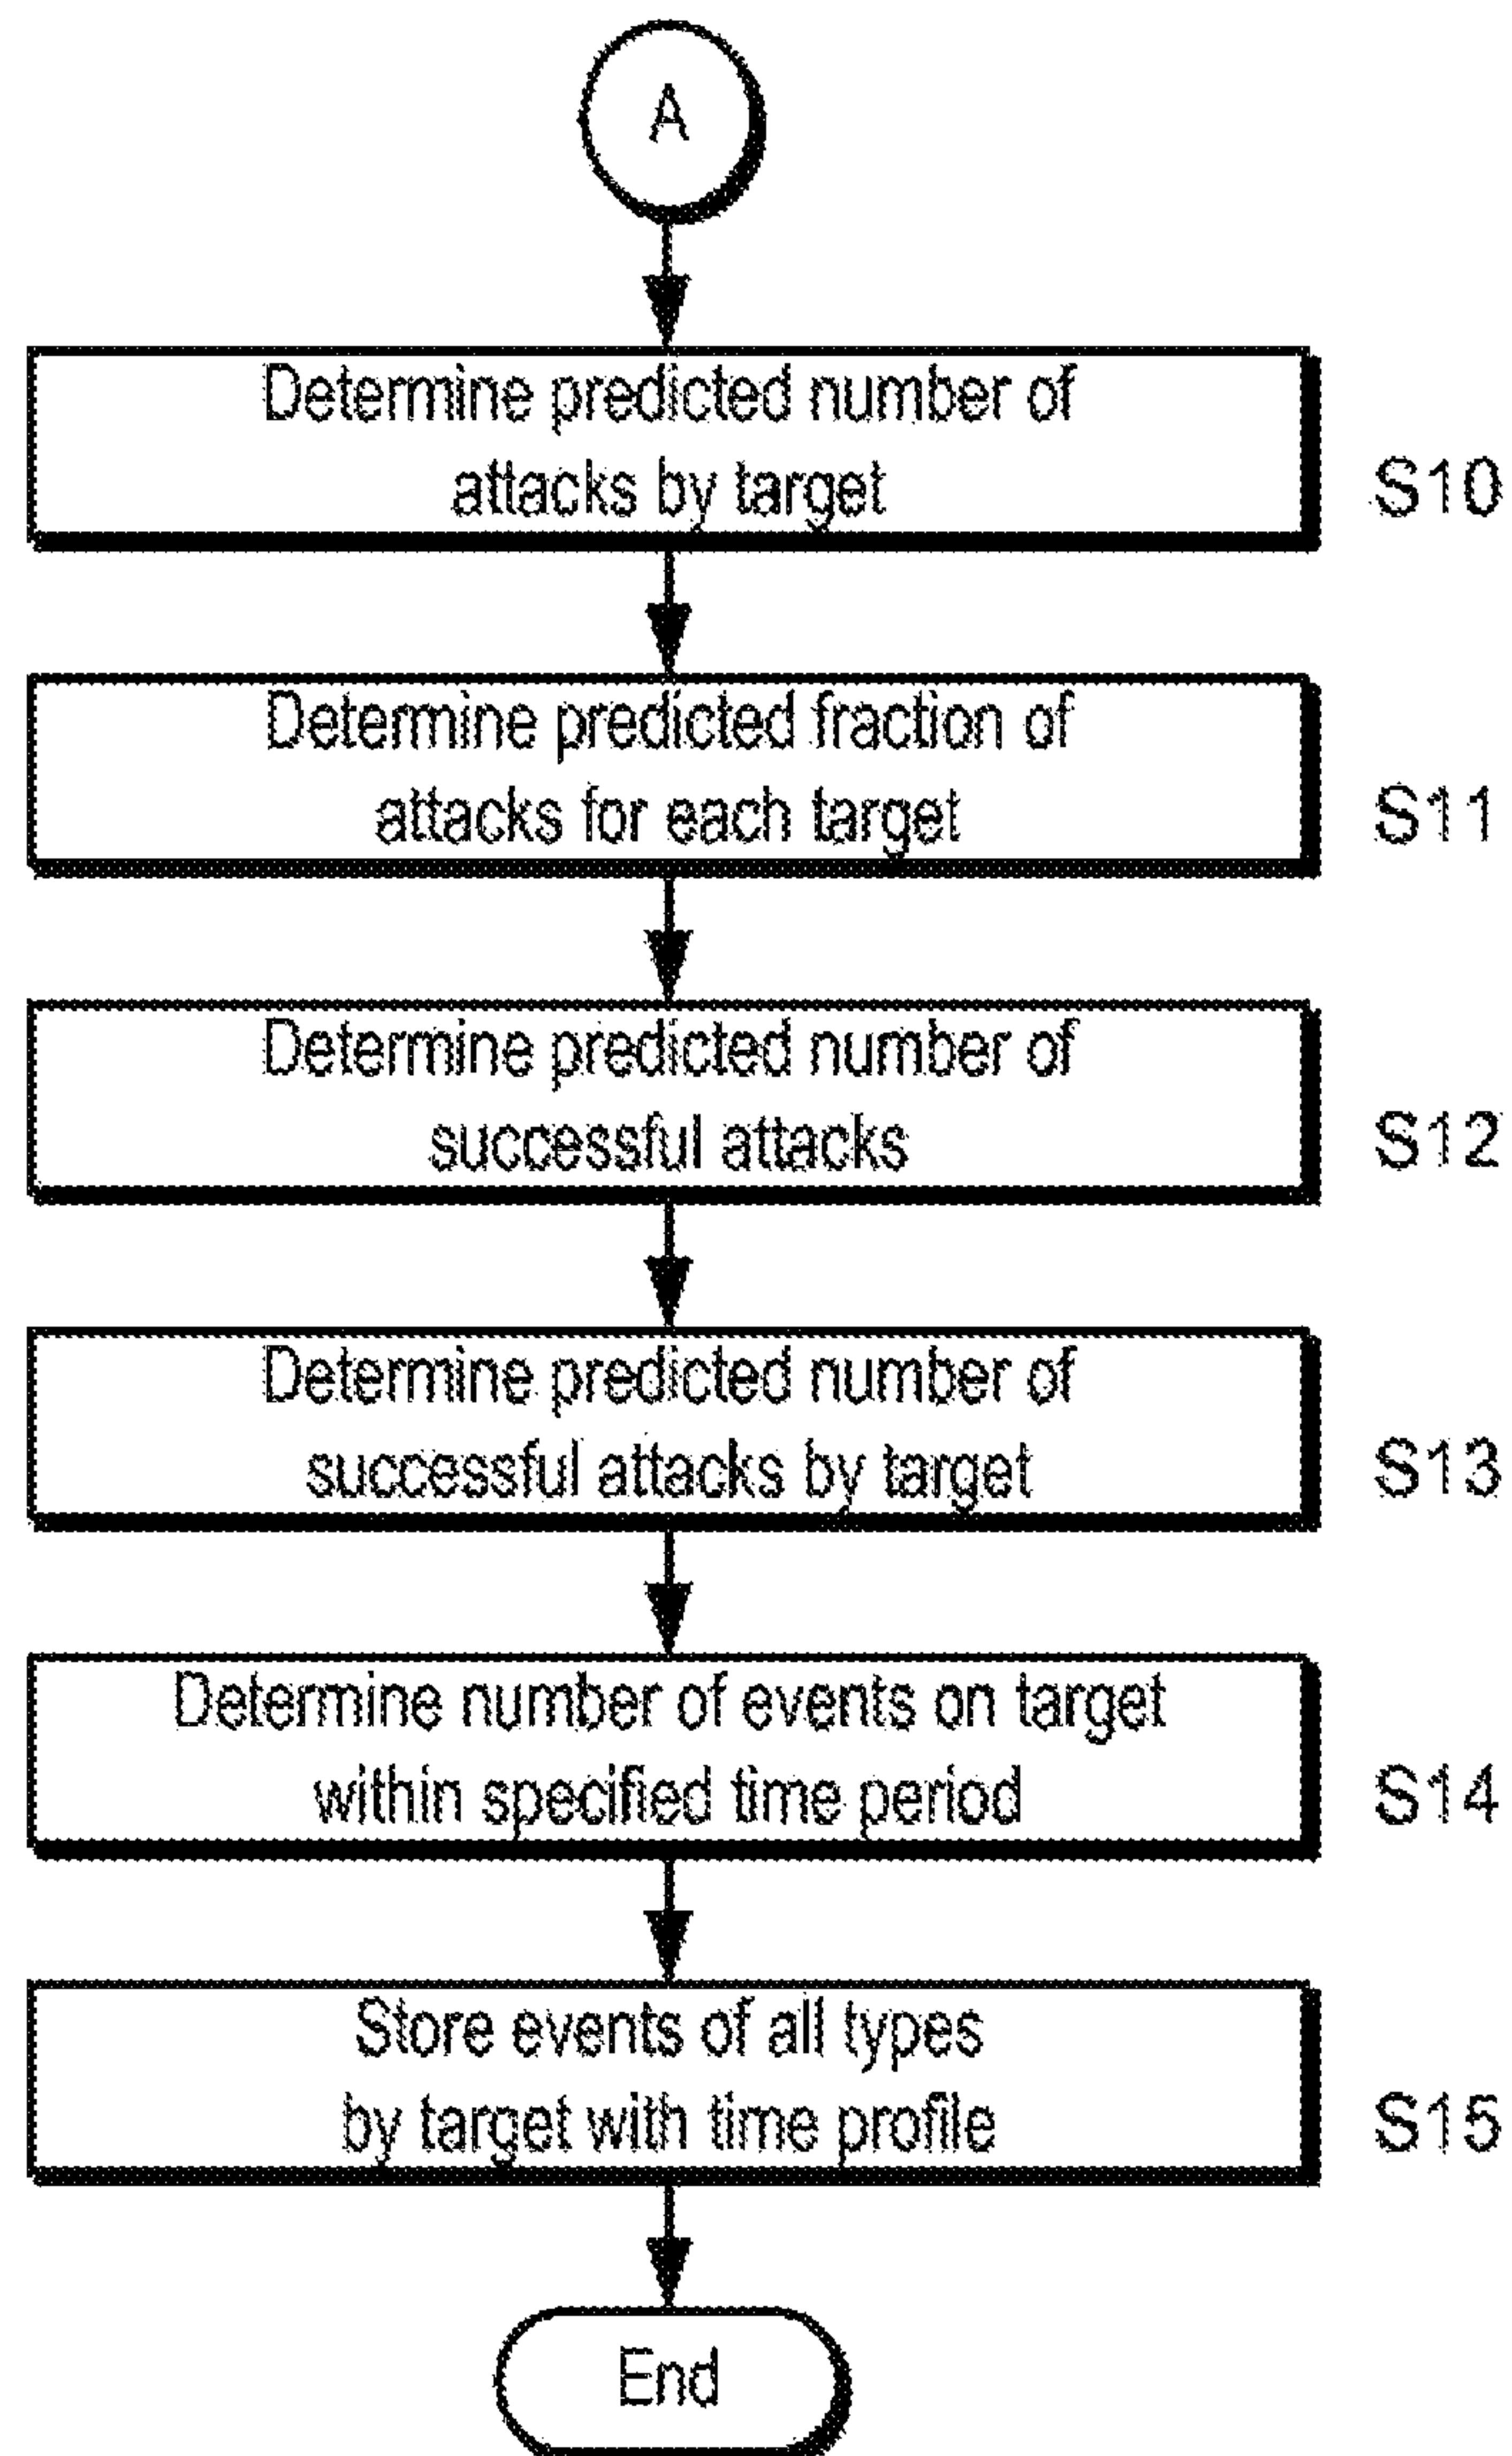 A
Determine predicted number of
attacks by target
S10
Determine predicted fraction of
attacks for each target
S11
Determine predicted number of
successful attacks
S12
Determine predicted number of
successful attacks by target
S13
Determine number of events on target
within specified time period
S14
Store events of all types
by target with time profile
S15
End